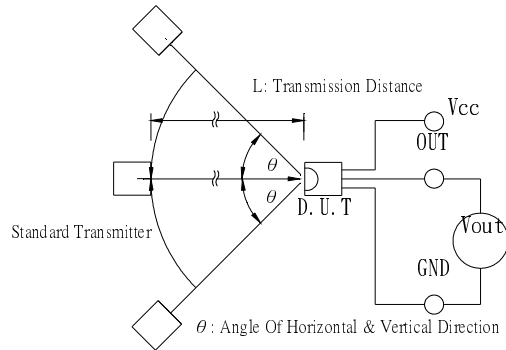 L: Transmission Distance
Vcc
OUT
θ
θ
D.U.T
Standard Transmitter
Vout
GND
θ: Angle Of Horizontal & Vertical Direction